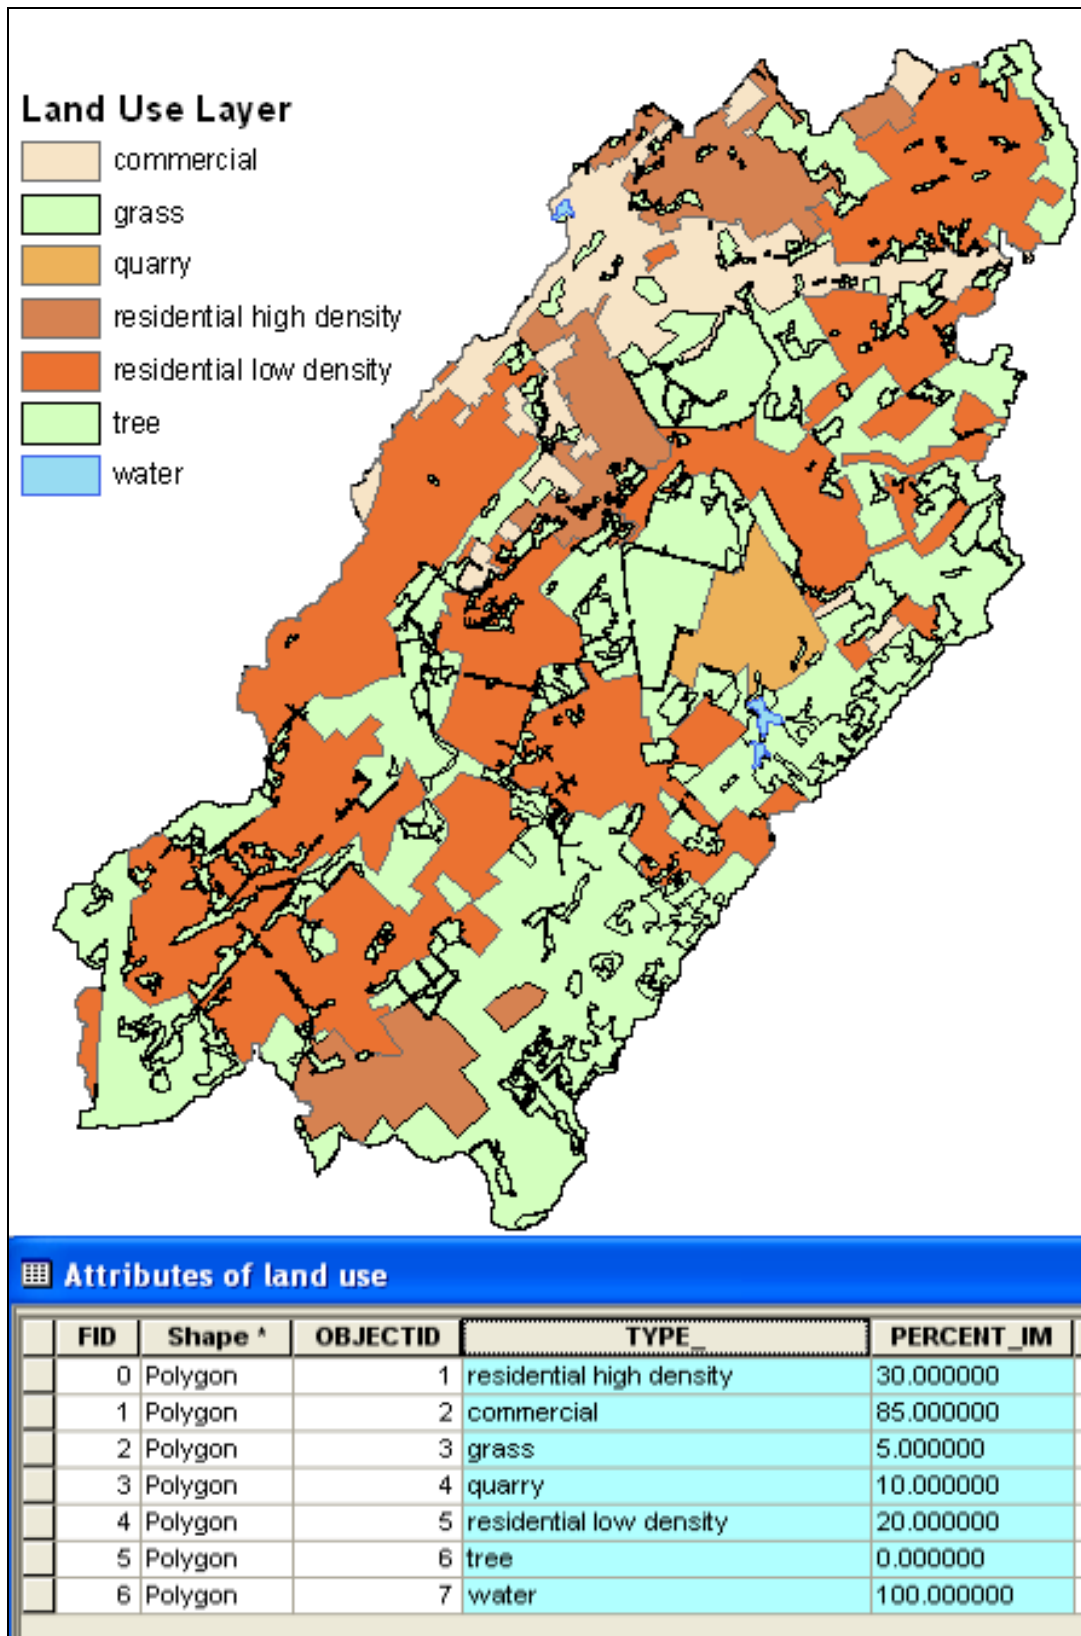 Land Use Layer
commercial
grass
quarry
residential high density
residential low density
tree
water
Attributes of land use
FID Shape * OBJECTID TYPE_ PERCENT_IM
0 Polygon 1 residential high density 30.000000
1 Polygon 2 commercial 85.000000
2 Polygon 3 grass 5.000000
3 Polygon 4 quarry 10.000000
4 Polygon 5 residential low density 20.000000
5 Polygon 6 tree 0.000000
6 Polygon 7 water 100.000000